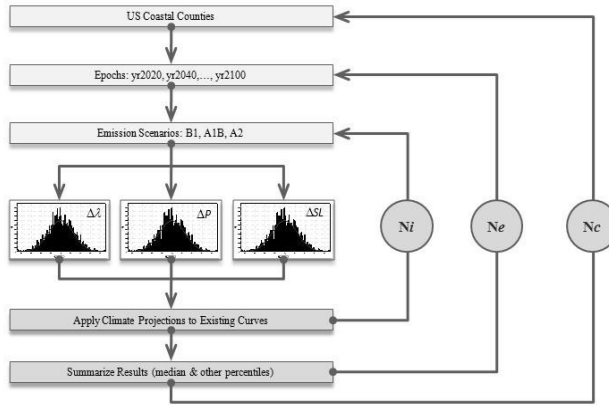 US Coastal Counties
Epochs: yr2020, yr2040,…, yr2100
Emission Scenarios: B1, A1B, A2
Δλ
Δp
ΔSL
Ni
Ne
Nc
Apply Climate Projections to Existing Curves
Summarize Results (median & other percentiles)